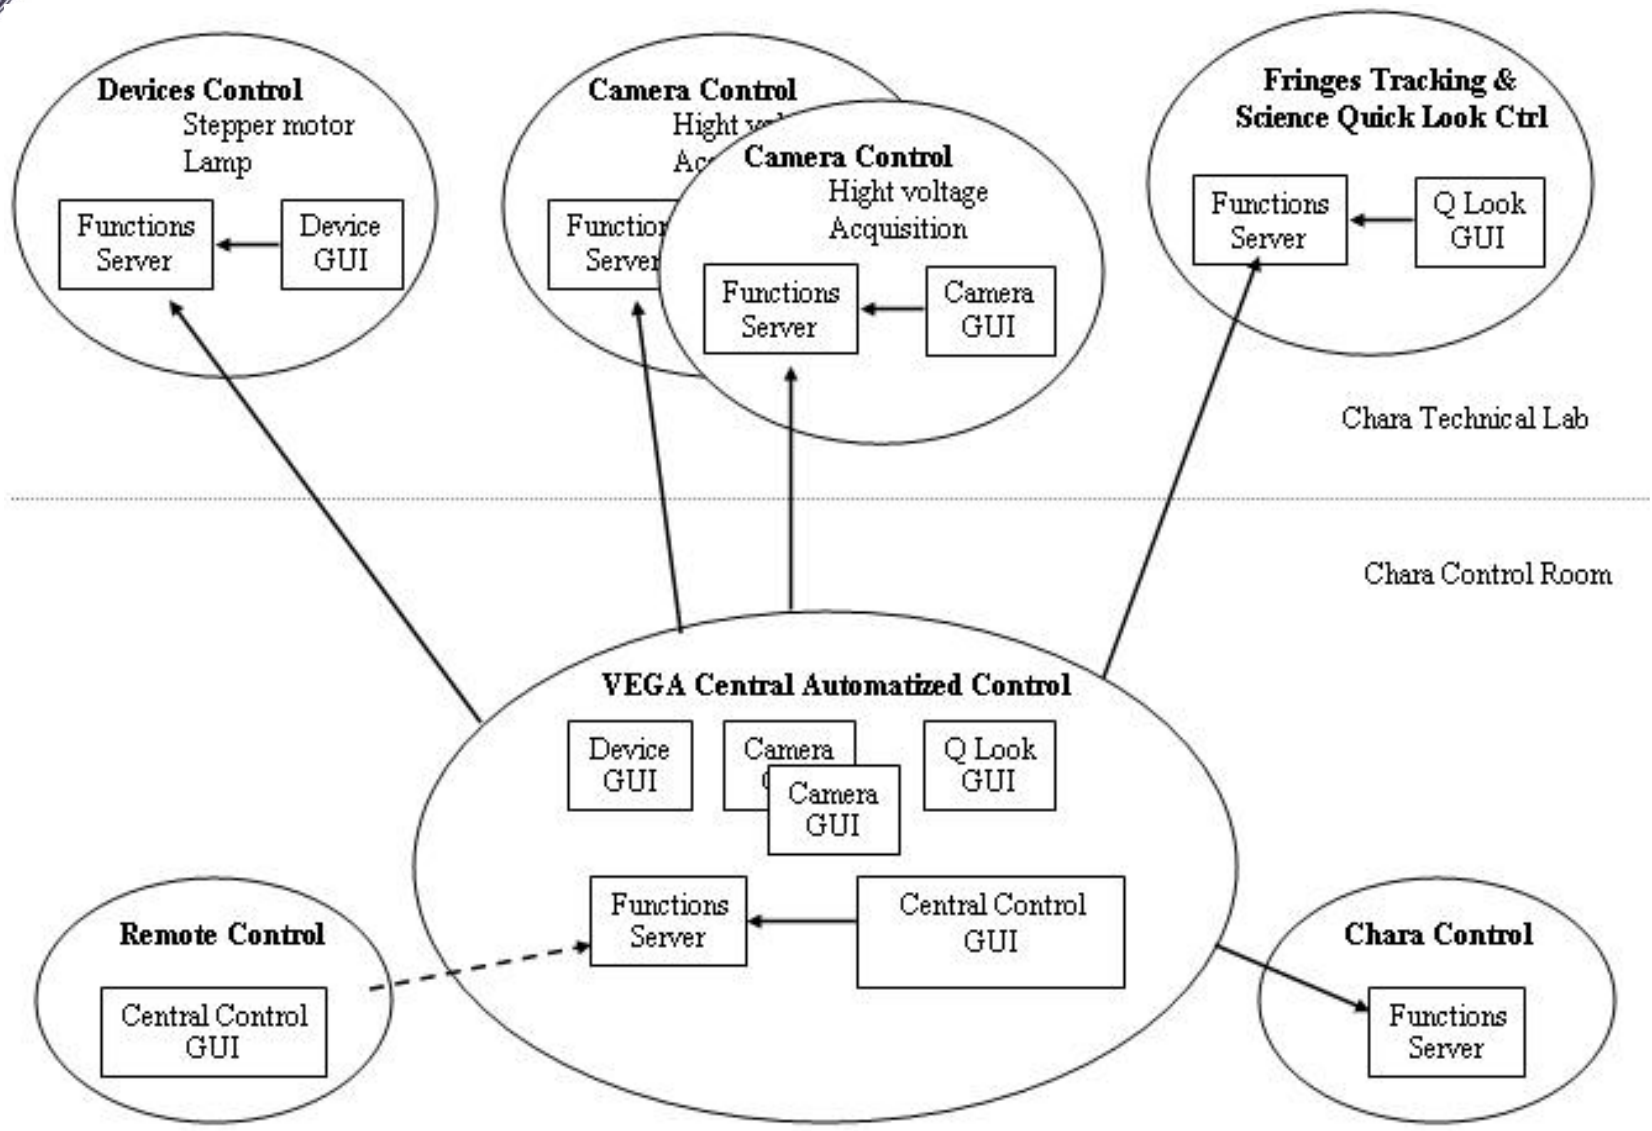 Devices Control
Stepper motor
Lamp
Functions
Server
Device
GUI
Camera Control
Hight
Server
Camera Control
Hight voltage
Acquisition
Functions
Server
Camera
GUI
Fringes Tracking &
Science Quick Look Ctrl
Functions
Server
Q Look
GUI
Chara Technical Lab
Chara Control Room
VEGA Central Automatized Control
Device
GUI
Camera
Camera
GUI
Q Look
GUI
Functions
Server
Central Control
GUI
Remote Control
Central Control
GUI
Chara Control
Functions
Server